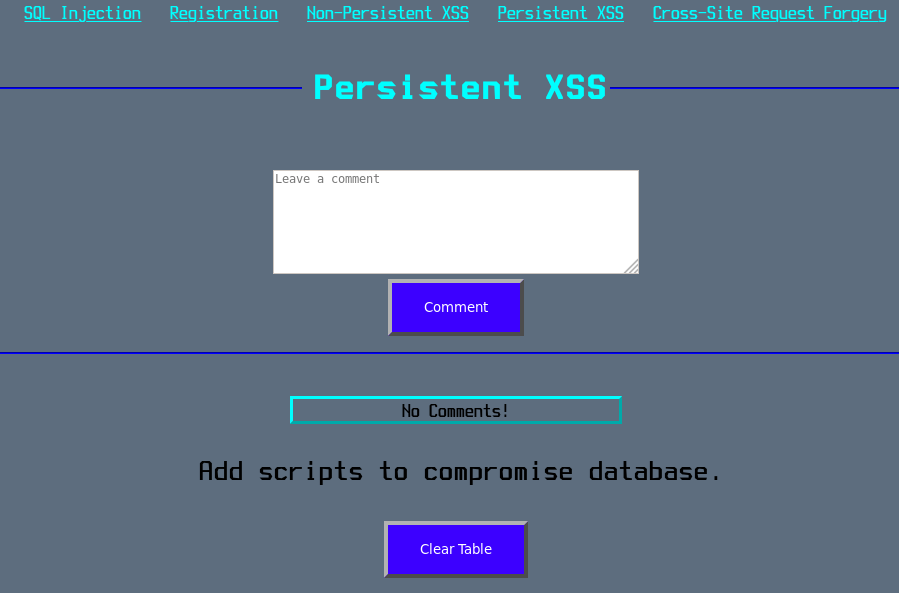 SQL Injection Registration Non-Persistent XSS Persistent XSS Cross-Site Request Forgery
Persistent XSS
Leave a comment
Comment
No Comments!
Add scripts to compromise database.
Clear Table